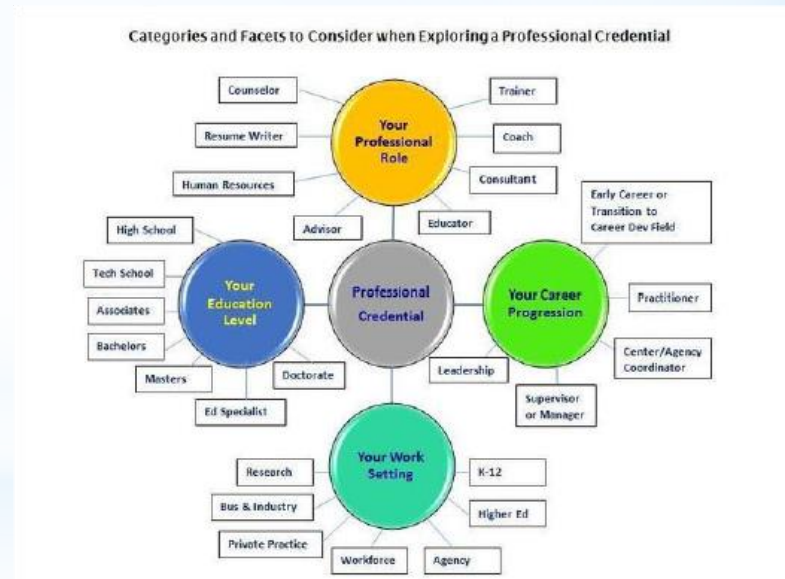 Categories and Facets to Consider when Exploring a Professional Credential
Counselor
Resume Writer
Human Resources
Advisor
Your
Professional
Role
Trainer
Coach
Consultant
Educator
High School
Tech School
Associates
Bachelors
Masters
Ed Specialist
Doctorate
Your
Education
Level
Professional
Credential
Your Career
Progression
Early Career or
Transition to
Career Dev Field
Practitioner
Center/Agency
Coordinator
Supervisor
or Manager
Leadership
Your Work
Setting
Research
Bus & Industry
Private Practice
Workforce
Agency
Higher Ed
K-12